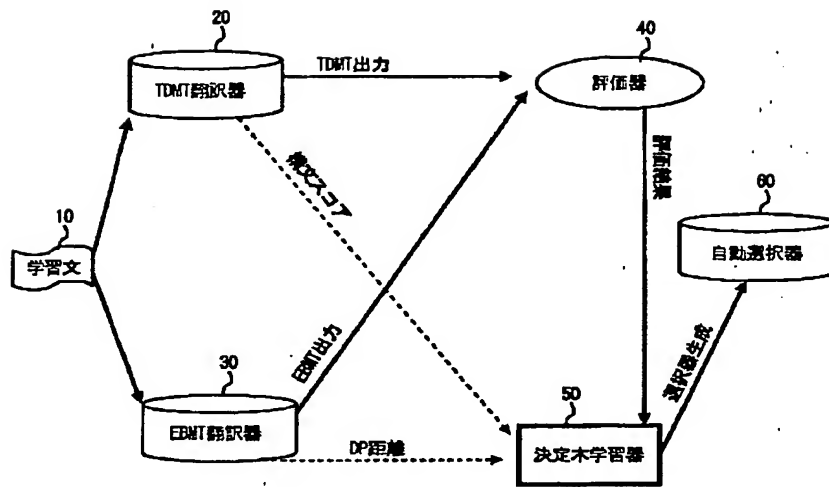 20
TDMT翻訳器
TDMT出力
40
評価器
構文スコア
評価結果
10
学習文
60
自動選択器
EBMT出力
30
EBMT翻訳器
DP距離
50
決定木学習器
選択器生成